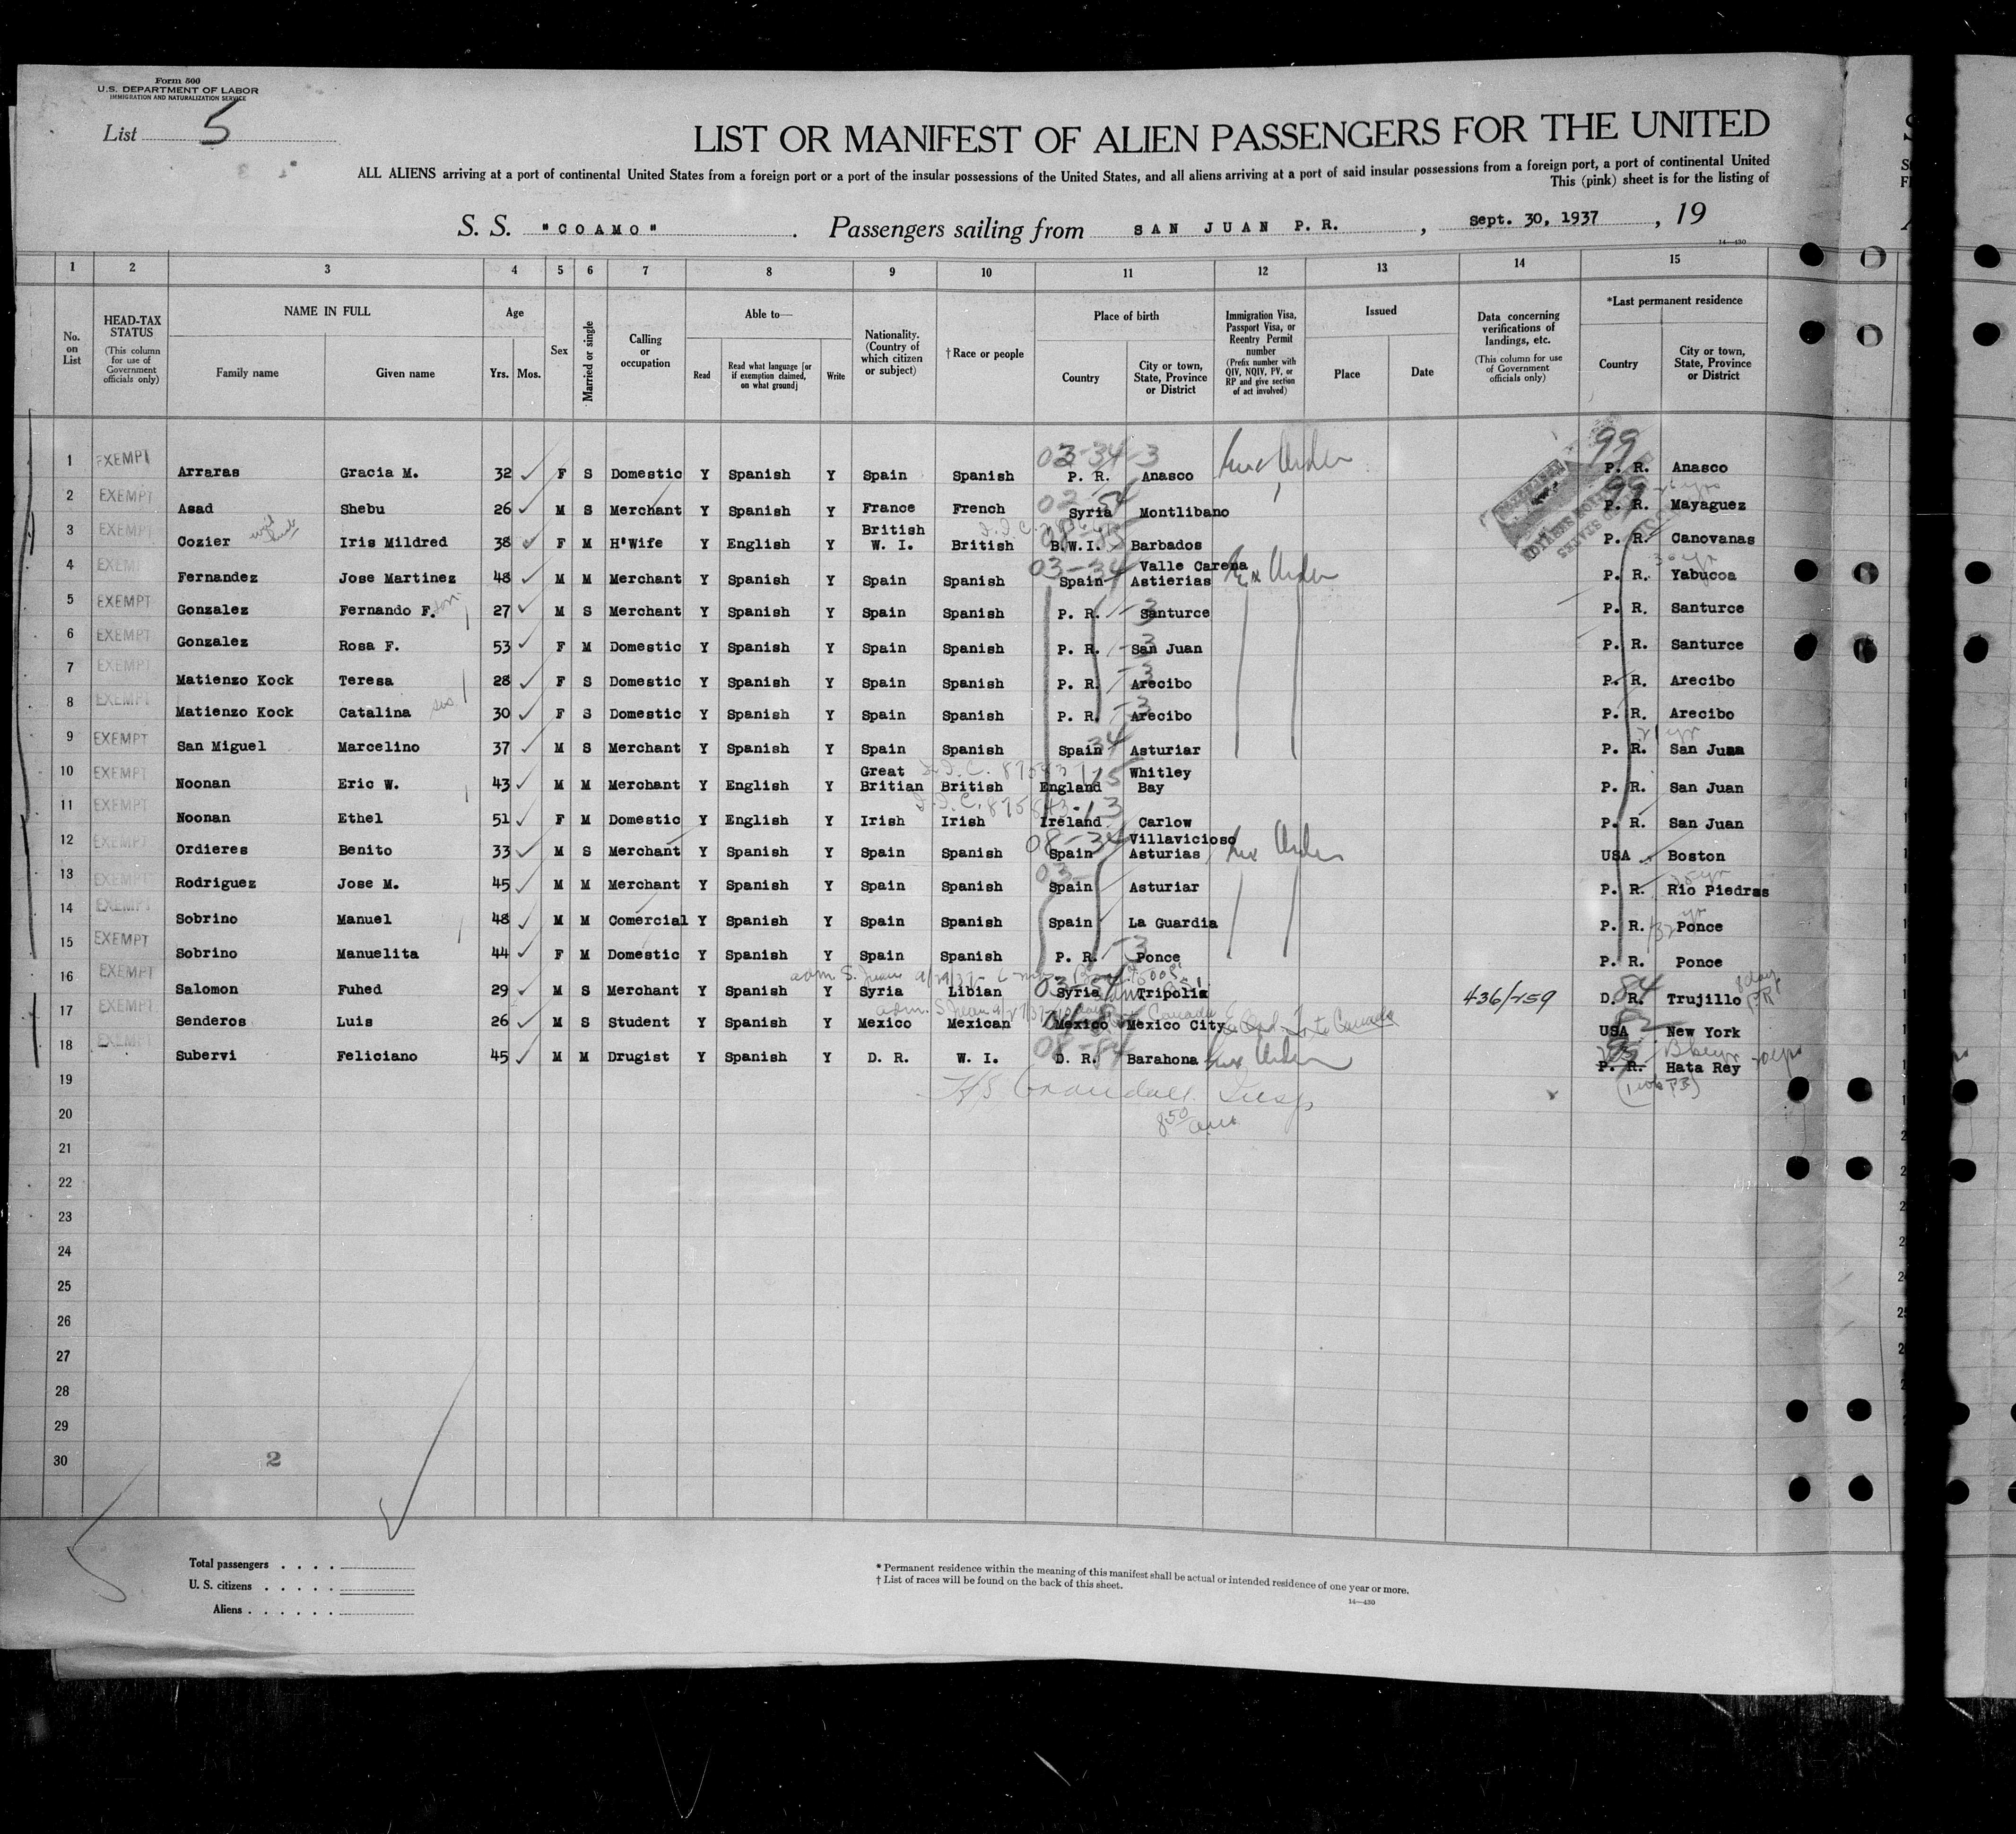 Form 500
U.S. DEPARTMENT OF LABOR
IMMIGRATION AND NATURALIZATION SERVICE
List 5
LIST OR MANIFEST OF ALIEN PASSENGERS FOR THE UNITED
ALL ALIENS arriving at a port of continental United States from a foreign port or a port of the insular possessions of the United States, and all aliens arriving at a port of said insular possessions from a foreign port, a port of continental United
This (pink) sheet is for the listing of
S. S. "COAMO". Passengers sailing from SAN JUAN P. R., Sept. 30, 1937, 19
14—430
1 2 3 4 5 6 7 8 9 10 11 12 13 14 15
No. on List
HEAD-TAX STATUS
(This column for use of Government officials only)
NAME IN FULL
Family name
Given name
Age
Yrs. Mos.
Sex
Married or single
Calling or occupation
Able to—
Read
Read what language [or if exemption claimed, on what ground]
Write
Nationality. (Country of which citizen or subject)
†Race or people
Place of birth
Country
City or town, State, Province or District
Immigration Visa, Passport Visa, or Reentry Permit number
(Prefix number with QIV, NQIV, PV, or RP and give section of act involved)
Issued
Place
Date
Data concerning verifications of landings, etc.
(This column for use of Government officials only)
*Last permanent residence
Country
City or town, State, Province or District
03-34-3 99
1 EXEMPT Arraras Gracia M. 32 F S Domestic Y Spanish Y Spain Spanish P. R. Anasco P. R. Anasco
2 EXEMPT Asad Shebu 26 M S Merchant Y Spanish Y France French Syria Montlibano P. R. Mayaguez
3 EXEMPT Cozier Iris Mildred 38 F M H'Wife Y English Y British W. I. British B.W.I. Barbados P. R. Canovanas
4 EXEMPT Fernandez Jose Martinez 48 M M Merchant Y Spanish Y Spain Spanish Spain Valle Carena Astierias P. R. Yabucoa
5 EXEMPT Gonzalez Fernando F. son 27 M S Merchant Y Spanish Y Spain Spanish P. R. Santurce P. R. Santurce
6 EXEMPT Gonzalez Rosa F. 53 F M Domestic Y Spanish Y Spain Spanish P. R. San Juan P. R. Santurce
7 EXEMPT Matienzo Kock Teresa 28 F S Domestic Y Spanish Y Spain Spanish P. R. Arecibo P. R. Arecibo
8 EXEMPT Matienzo Kock Catalina sis 30 F S Domestic Y Spanish Y Spain Spanish P. R. Arecibo P. R. Arecibo
9 EXEMPT San Miguel Marcelino 37 M S Merchant Y Spanish Y Spain Spanish Spain Asturiar P. R. San Juan
10 EXEMPT Noonan Eric W. 43 M M Merchant Y English Y Great Britian British England Whitley Bay P. R. San Juan
11 EXEMPT Noonan Ethel 51 F M Domestic Y English Y Irish Irish Ireland Carlow P. R. San Juan
12 EXEMPT Ordieres Benito 33 M S Merchant Y Spanish Y Spain Spanish Spain Villavicioso Asturias USA Boston
13 EXEMPT Rodriguez Jose M. 45 M M Merchant Y Spanish Y Spain Spanish Spain Asturiar P. R. Rio Piedras
14 EXEMPT Sobrino Manuel 48 M M Comercial Y Spanish Y Spain Spanish Spain La Guardia P. R. Ponce
15 EXEMPT Sobrino Manuelita 44 F M Domestic Y Spanish Y Spain Spanish P. R. Ponce P. R. Ponce
16 EXEMPT Salomon Fuhed 29 M S Merchant Y Spanish Y Syria Libian Syria Tripolis 436/459 D. R. Trujillo
17 EXEMPT Senderos Luis 26 M S Student Y Spanish Y Mexico Mexican Mexico Mexico City USA New York
18 EXEMPT Subervi Feliciano 45 M M Drugist Y Spanish Y D. R. W. I. D. R. Barahona P. R. Hata Rey
19
20
21
22
23
24
25
26
27
28
29
30 2
Total passengers
U. S. citizens
Aliens
* Permanent residence within the meaning of this manifest shall be actual or intended residence of one year or more.
† List of races will be found on the back of this sheet.
14—430